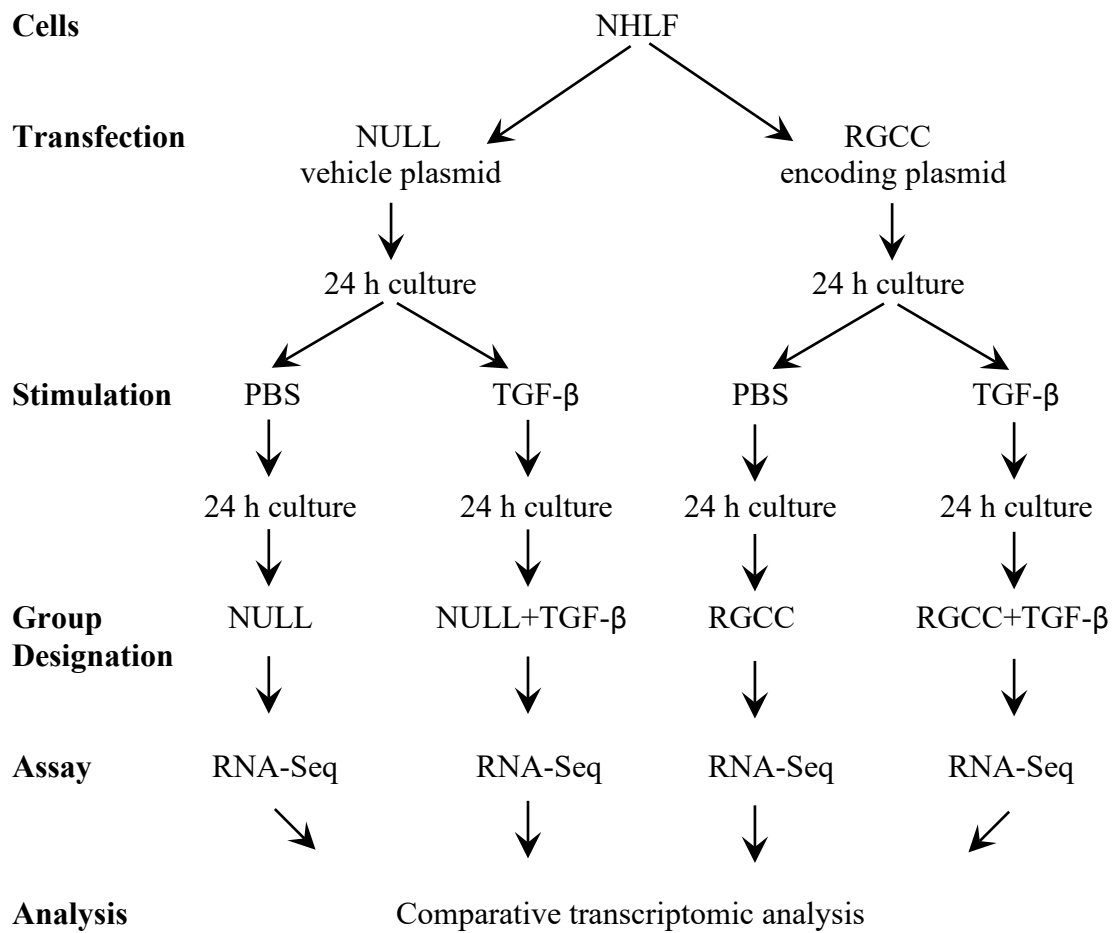 Cells NHLF
Transfection NULL RGCC
vehicle plasmid encoding plasmid
24 h culture 24 h culture
Stimulation PBS TGF-β PBS TGF-β
24 h culture 24 h culture 24 h culture 24 h culture
Group NULL NULL+TGF-β RGCC RGCC+TGF-β
Designation
Assay RNA-Seq RNA-Seq RNA-Seq RNA-Seq
Analysis Comparative transcriptomic analysis